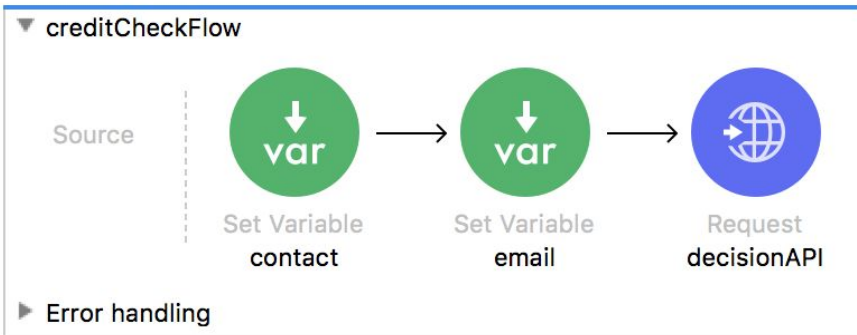 creditCheckFlow
Source
var
var
Set Variable
Set Variable
Request
contact
email
decisionAPI
Error handling